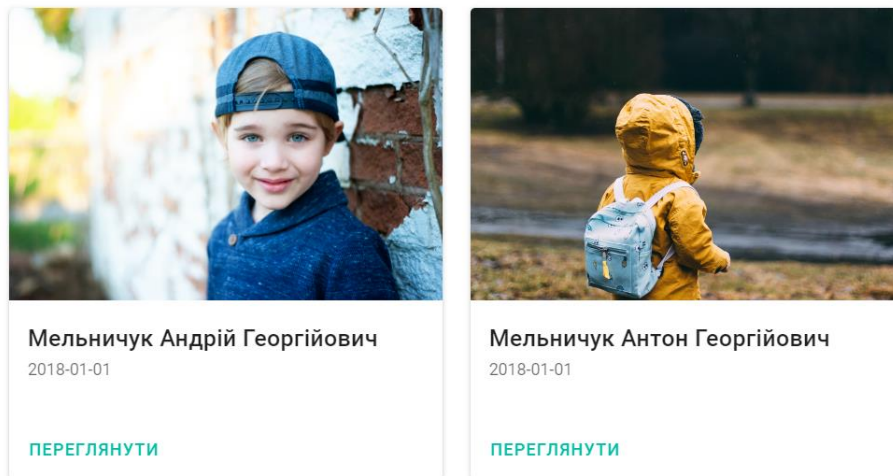 Мельничук Андрій Георгійович
2018-01-01
ПЕРЕГЛЯНУТИ
Мельничук Антон Георгійович
2018-01-01
ПЕРЕГЛЯНУТИ